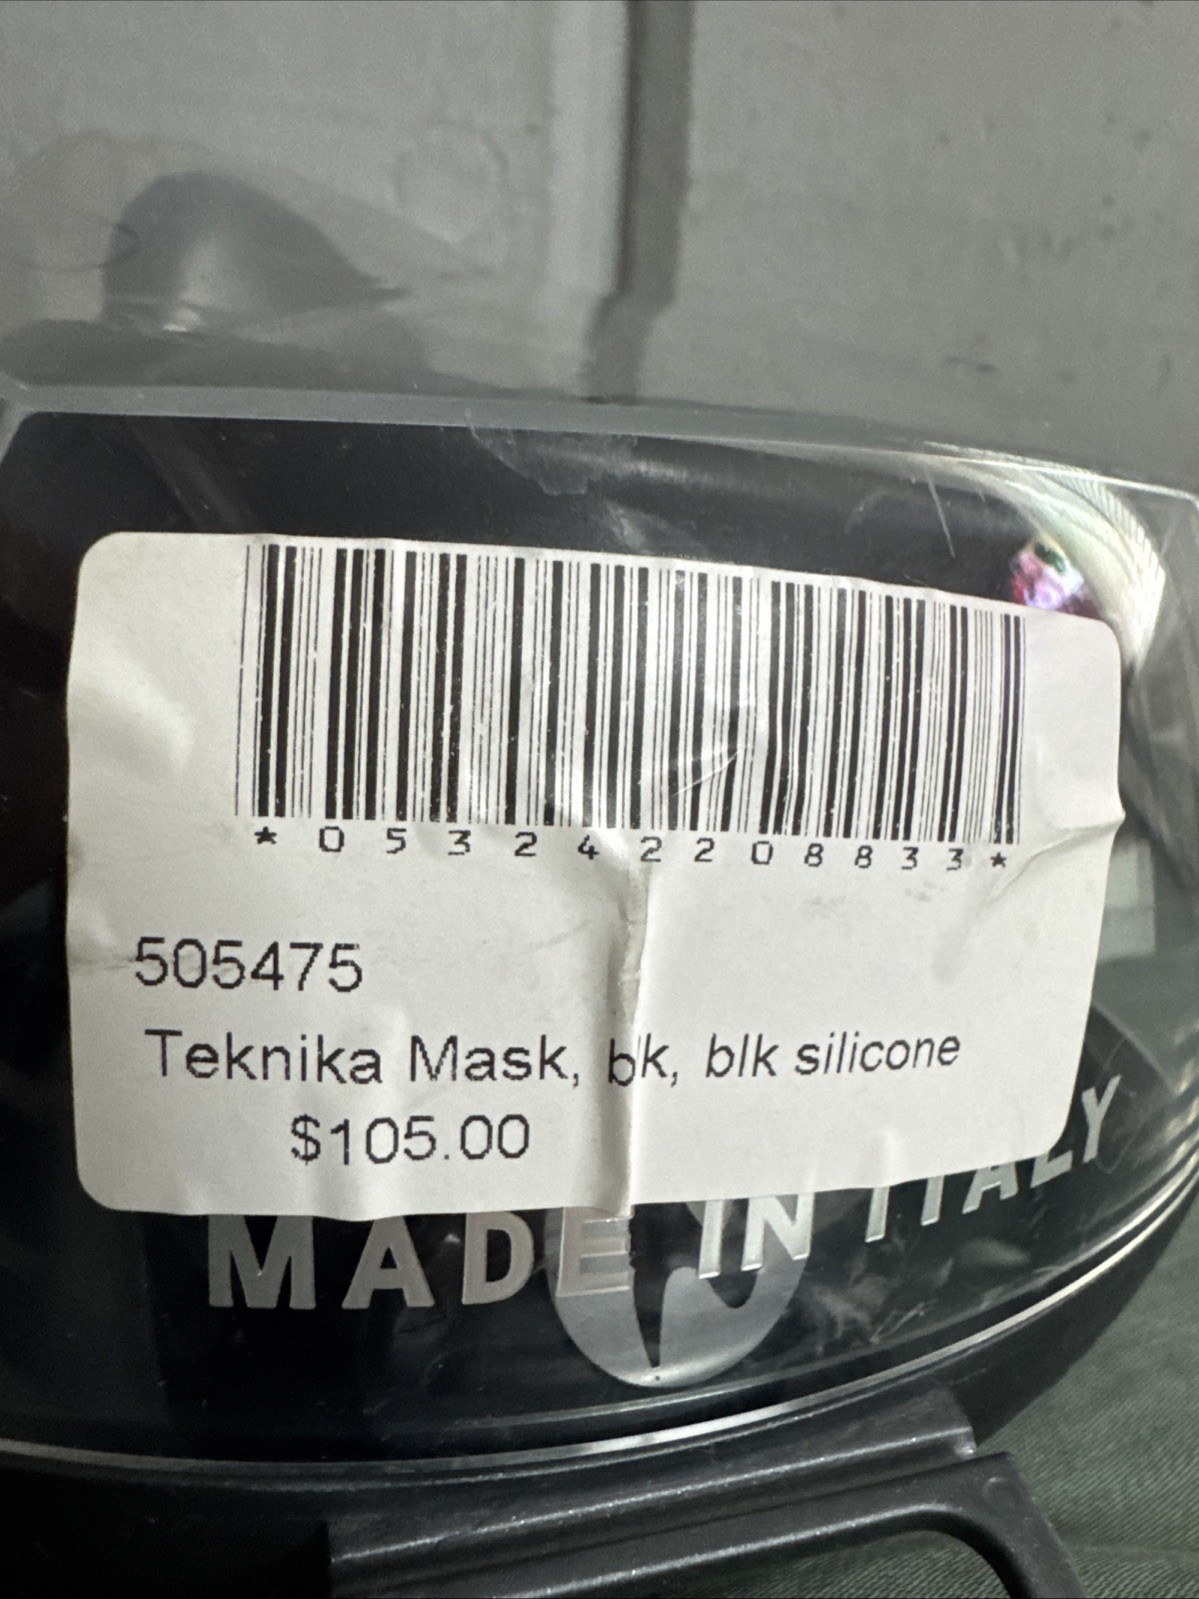 *053242208833*
505475
Teknika Mask, bk, blk silicone
$105.00
MADE IN ITALY